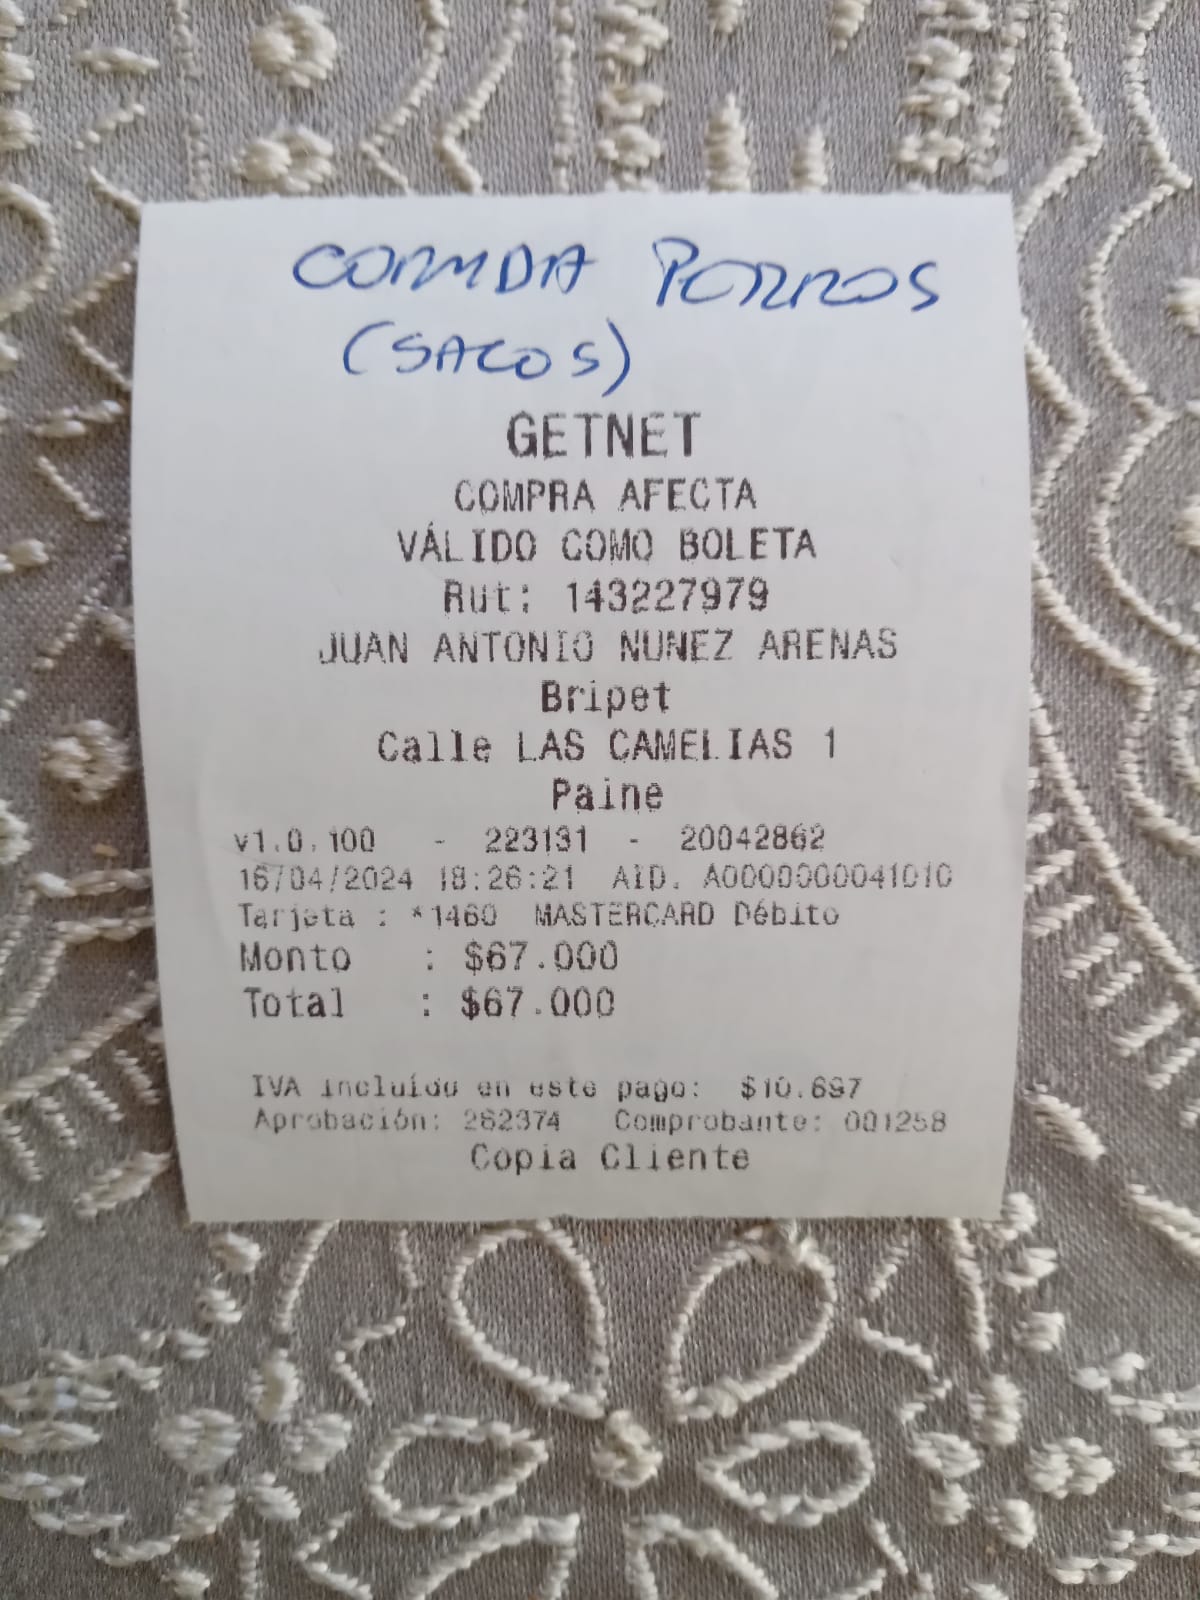 COMIDA PERROS
(SACOS)
GETNET
COMPRA AFECTA
VÁLIDO COMO BOLETA
Rut: 143227979
JUAN ANTONIO NUNEZ ARENAS
Bripet
Calle LAS CAMELIAS 1
Paine
v1.0.100 - 223131 - 20042862
16/04/2024 18:26:21 AID. A0000000041010
Tarjeta : *1460 MASTERCARD Débito
Monto : $67.000
Total : $67.000
IVA incluído en este pago: $10.697
Aprobación: 262374 Comprobante: 001258
Copia Cliente